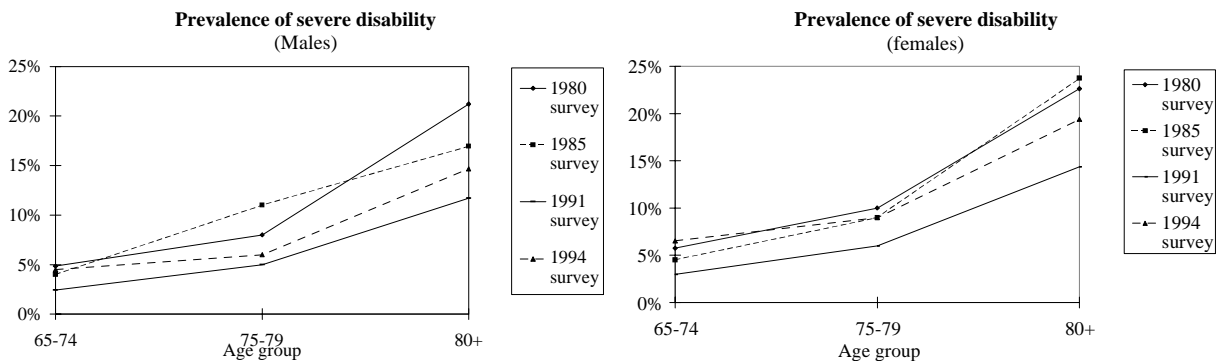 Prevalence of severe disability
(Males)
25%
20%
15%
10%
5%
0%
65-74
75-79
80+
Age group
1980
survey
1985
survey
1991
survey
1994
survey
Prevalence of severe disability
(females)
25%
20%
15%
10%
5%
0%
65-74
75-79
80+
Age group
1980
survey
1985
survey
1991
survey
1994
survey